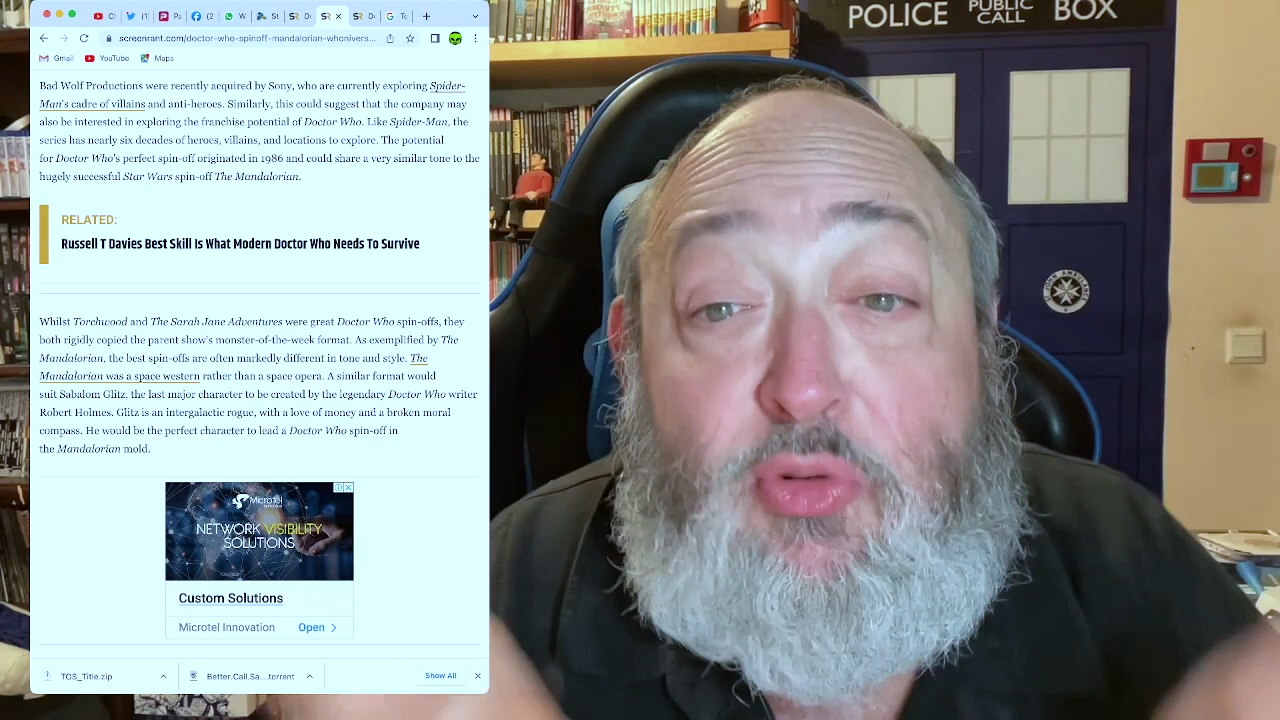 screenrant.com/doctor-who-spinoff-mandalorian-whonivers...
Gmail YouTube Maps
Bad Wolf Productions were recently acquired by Sony, who are currently exploring Spider-
Man's cadre of villains and anti-heroes. Similarly, this could suggest that the company may
also be interested in exploring the franchise potential of Doctor Who. Like Spider-Man, the
series has nearly six decades of heroes, villains, and locations to explore. The potential
for Doctor Who's perfect spin-off originated in 1986 and could share a very similar tone to the
hugely successful Star Wars spin-off The Mandalorian.
RELATED:
Russell T Davies Best Skill Is What Modern Doctor Who Needs To Survive
Whilst Torchwood and The Sarah Jane Adventures were great Doctor Who spin-offs, they
both rigidly copied the parent show's monster-of-the-week format. As exemplified by The
Mandalorian, the best spin-offs are often markedly different in tone and style. The
Mandalorian was a space western rather than a space opera. A similar format would
suit Sabalom Glitz, the last major character to be created by the legendary Doctor Who writer
Robert Holmes. Glitz is an intergalactic rogue, with a love of money and a broken moral
compass. He would be the perfect character to lead a Doctor Who spin-off in
the Mandalorian mold.
Microtel
NETWORK VISIBILITY
SOLUTIONS
Custom Solutions
Microtel Innovation Open
TGS_Title.zip
Better.Call.Sa....torrent
Show All
POLICE PUBLIC CALL BOX
ST JOHN AMBULANCE